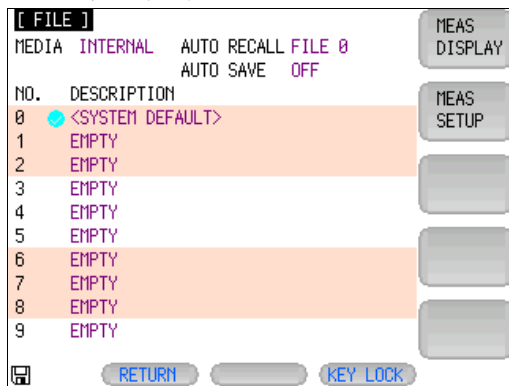 [ FILE ]
MEDIA INTERNAL AUTO RECALL FILE 0
AUTO SAVE OFF
NO. DESCRIPTION
0 <SYSTEM DEFAULT>
1 EMPTY
2 EMPTY
3 EMPTY
4 EMPTY
5 EMPTY
6 EMPTY
7 EMPTY
8 EMPTY
9 EMPTY
MEAS
DISPLAY
MEAS
SETUP
RETURN KEY LOCK